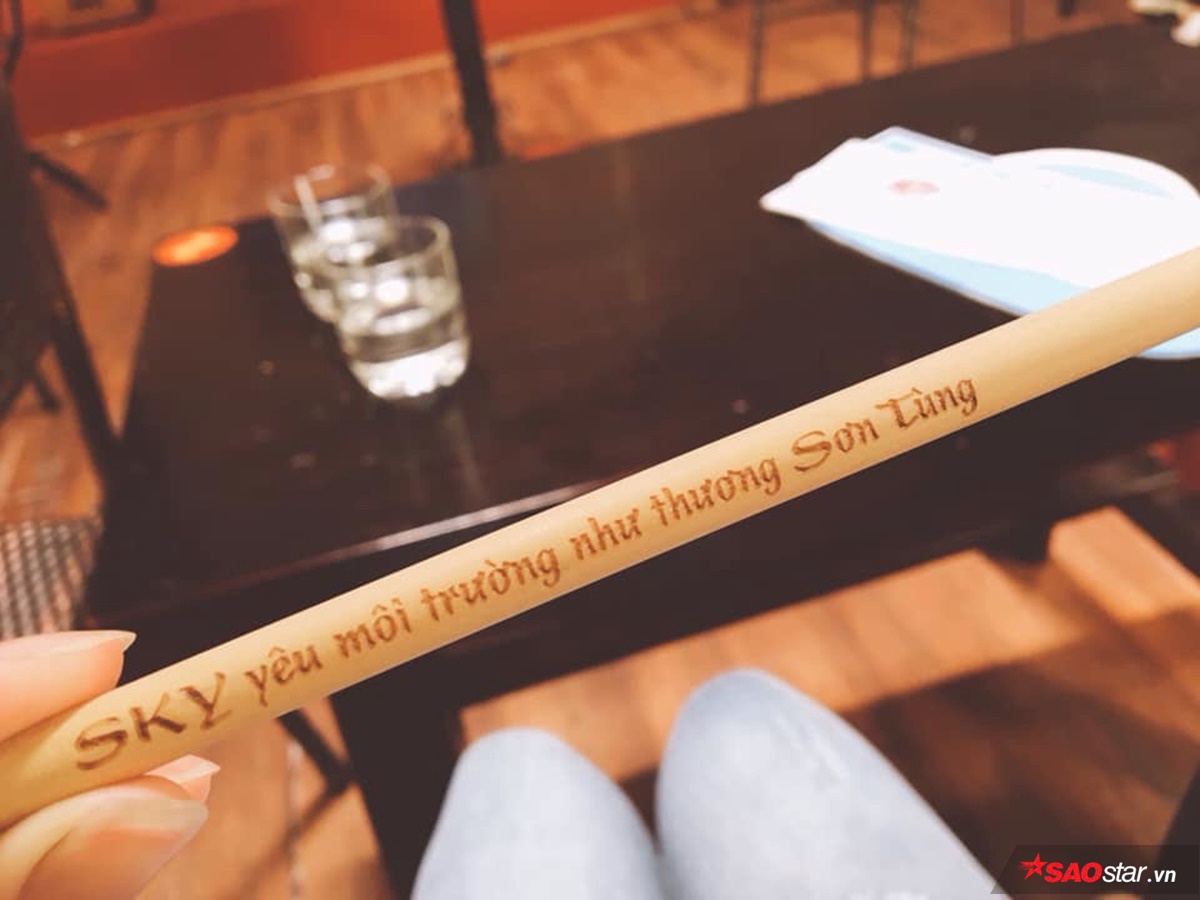 SKY yêu môi trường như thương Sơn Tùng
SAOstar.vn